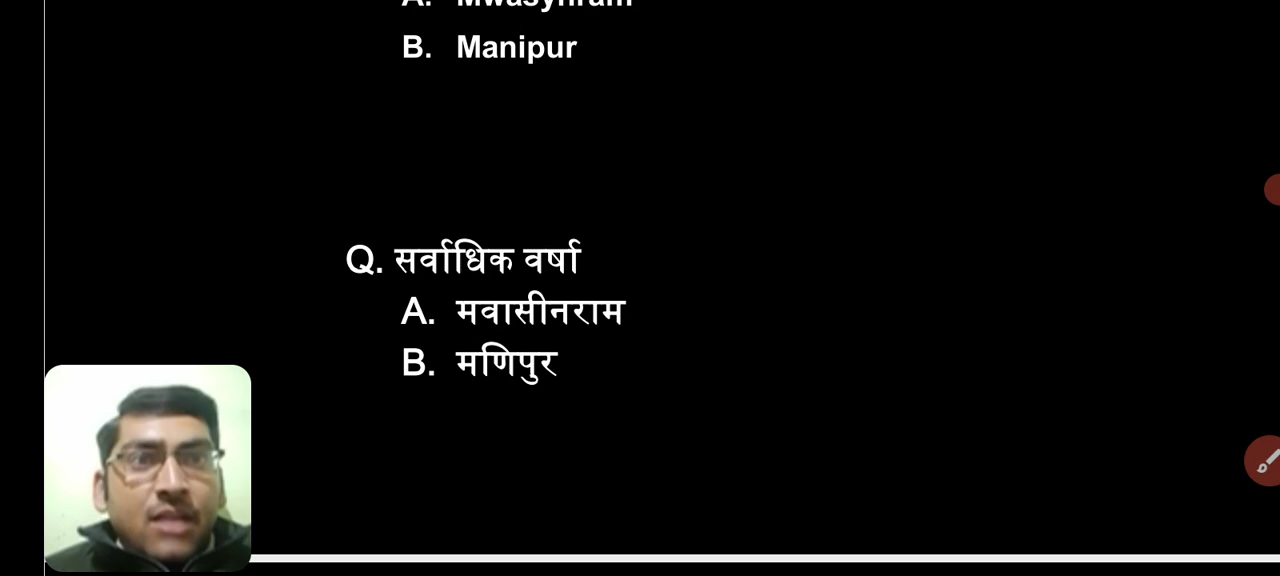 B. Manipur
Q. सर्वाधिक वर्षा
A. मवासीनराम
B. मणिपुर